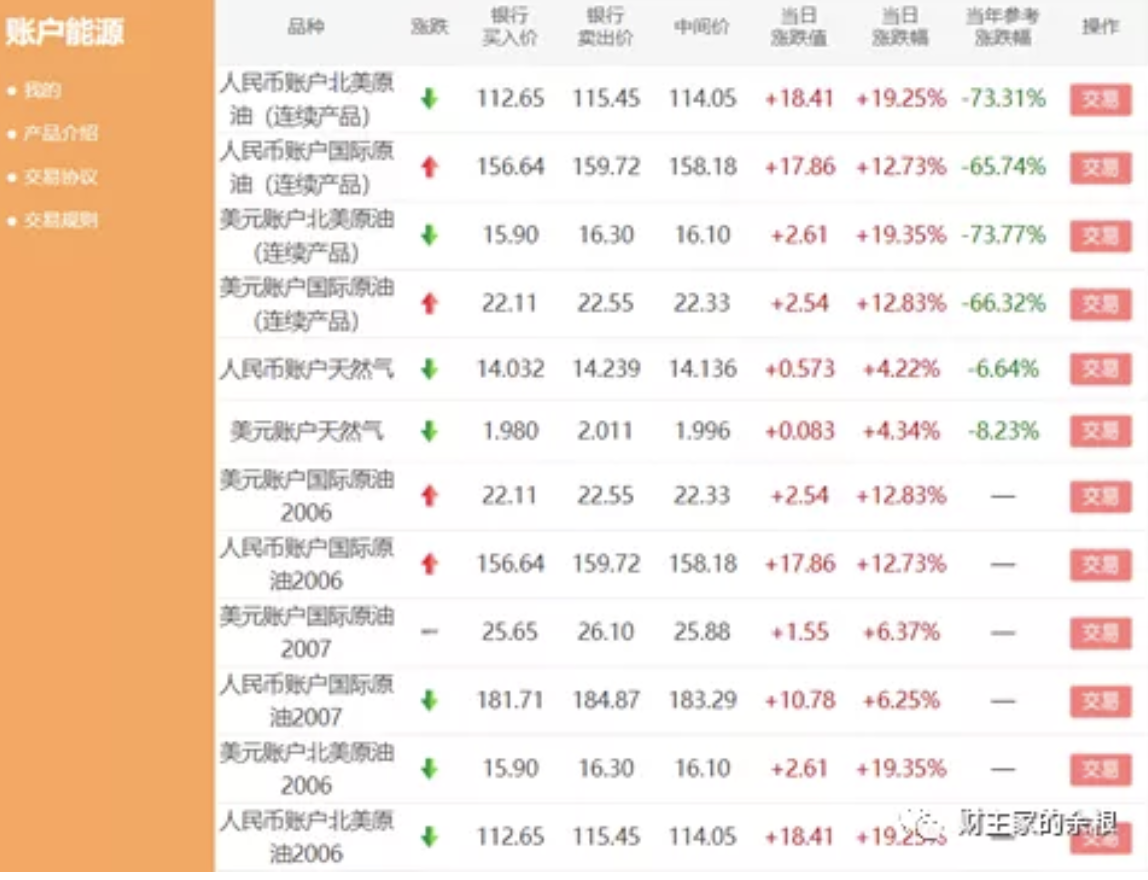 账户能源
• 我的
• 产品介绍
• 交易协议
• 交易规则
品种 涨跌 银行买入价 银行卖出价 中间价 当日涨跌值 当日涨跌幅 当年参考涨跌幅 操作
人民币账户北美原油（连续产品） 112.65 115.45 114.05 +18.41 +19.25% -73.31% 交易
人民币账户国际原油（连续产品） 156.64 159.72 158.18 +17.86 +12.73% -65.74% 交易
美元账户北美原油（连续产品） 15.90 16.30 16.10 +2.61 +19.35% -73.77% 交易
美元账户国际原油（连续产品） 22.11 22.55 22.33 +2.54 +12.83% -66.32% 交易
人民币账户天然气 14.032 14.239 14.136 +0.573 +4.22% -6.64% 交易
美元账户天然气 1.980 2.011 1.996 +0.083 +4.34% -8.23% 交易
美元账户国际原油2006 22.11 22.55 22.33 +2.54 +12.83% — 交易
人民币账户国际原油2006 156.64 159.72 158.18 +17.86 +12.73% — 交易
美元账户国际原油2007 – 25.65 26.10 25.88 +1.55 +6.37% — 交易
人民币账户国际原油2007 181.71 184.87 183.29 +10.78 +6.25% — 交易
美元账户北美原油2006 15.90 16.30 16.10 +2.61 +19.35% — 交易
人民币账户北美原油2006 112.65 115.45 114.05 +18.41 +19.25% — 交易
财主家的余根